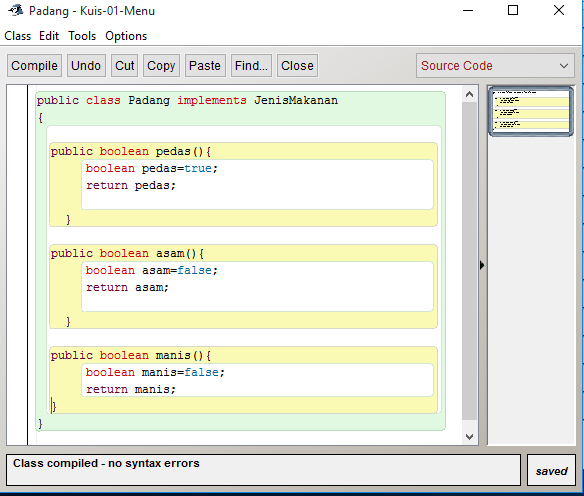 Padang - Kuis-01-Menu
Class Edit Tools Options
Compile Undo Cut Copy Paste Find... Close Source Code
public class Padang implements JenisMakanan
{
public boolean pedas(){
boolean pedas=true;
return pedas;
}
public boolean asam(){
boolean asam=false;
return asam;
}
public boolean manis(){
boolean manis=false;
return manis;
}
}
Class compiled - no syntax errors
saved